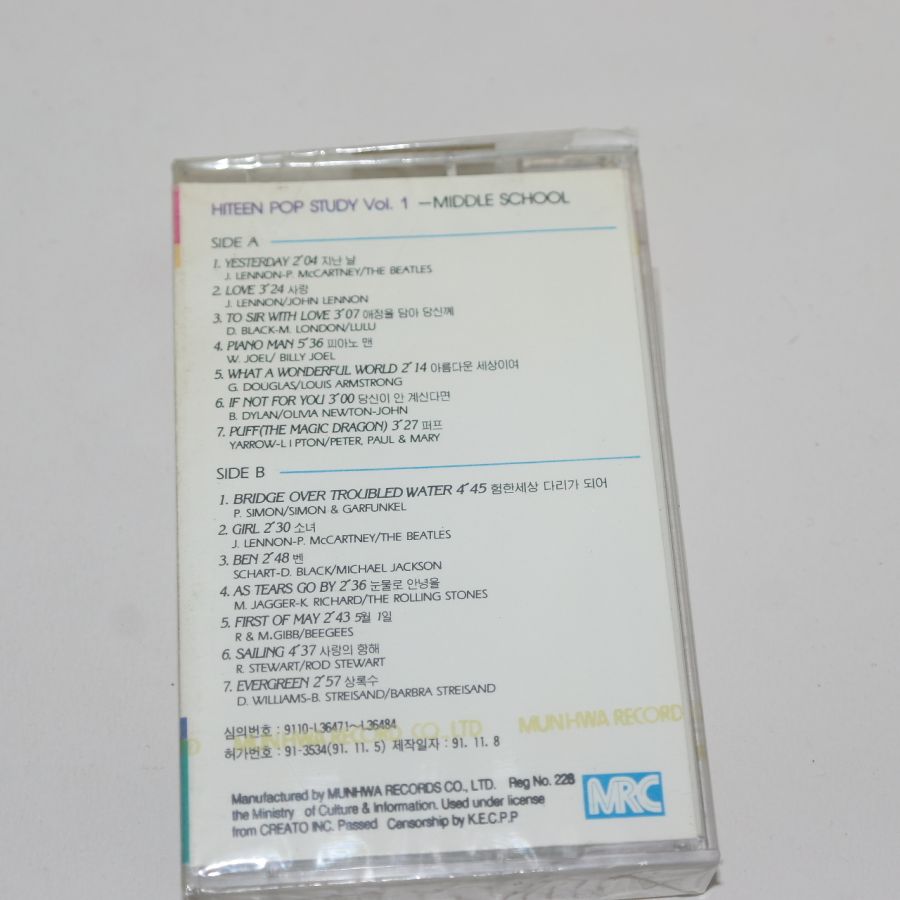 HITEEN POP STUDY Vol. 1 —MIDDLE SCHOOL
SIDE A
1. YESTERDAY 2″04 지난 날
J. LENNON-P. McCARTNEY/THE BEATLES
2. LOVE 3″24 사랑
J. LENNON/JOHN LENNON
3. TO SIR WITH LOVE 3″07 애정을 담아 당신께
D. BLACK-M. LONDON/LULU
4. PIANO MAN 5″36 피아노 맨
W. JOEL/ BILLY JOEL
5. WHAT A WONDERFUL WORLD 2″14 아름다운 세상이여
G. DOUGLAS/LOUIS ARMSTRONG
6. IF NOT FOR YOU 3″00 당신이 안 계신다면
B. DYLAN/OLIVIA NEWTON-JOHN
7. PUFF(THE MAGIC DRAGON) 3″27 퍼프
YARROW-LIPTON/PETER, PAUL & MARY
SIDE B
1. BRIDGE OVER TROUBLED WATER 4″45 험한세상 다리가 되어
P. SIMON/SIMON & GARFUNKEL
2. GIRL 2″30 소녀
J. LENNON-P. McCARTNEY/THE BEATLES
3. BEN 2″48 벤
SCHART-D. BLACK/MICHAEL JACKSON
4. AS TEARS GO BY 2″36 눈물로 안녕을
M. JAGGER-K. RICHARD/THE ROLLING STONES
5. FIRST OF MAY 2″43 5월 1일
R & M.GIBB/BEEGEES
6. SAILING 4″37 사랑의 항해
R. STEWART/ROD STEWART
7. EVERGREEN 2″57 상록수
D. WILLIAMS-B. STREISAND/BARBRA STREISAND
심의번호 : 9110-L36471~L36484
MUNHWA RECORD CO., LTD MUNHWA RECORD
허가번호 : 91-3534(91. 11. 5) 제작일자 : 91. 11. 8
Manufactured by MUNHWA RECORDS CO., LTD. Reg No. 228
the Ministry of Culture & Information. Used under license
from CREATO INC. Passed Censorship by K.E.C.P.P
MRC